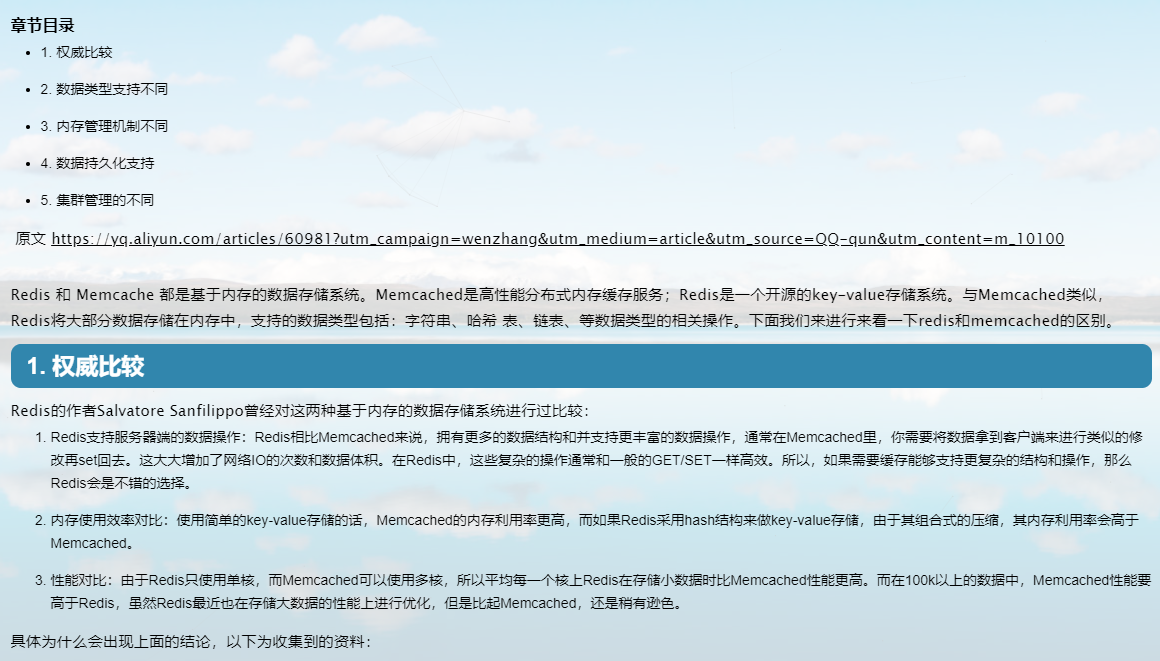 章节目录
1. 权威比较
2. 数据类型支持不同
3. 内存管理机制不同
4. 数据持久化支持
5. 集群管理的不同
原文 https://yq.aliyun.com/articles/60981?utm_campaign=wenzhang&utm_medium=article&utm_source=QQ-qun&utm_content=m_10100
Redis 和 Memcache 都是基于内存的数据存储系统。Memcached是高性能分布式内存缓存服务；Redis是一个开源的key-value存储系统。与Memcached类似，
Redis将大部分数据存储在内存中，支持的数据类型包括：字符串、哈希 表、链表、等数据类型的相关操作。下面我们来进行来看一下redis和memcached的区别。
1. 权威比较
Redis的作者Salvatore Sanfilippo曾经对这两种基于内存的数据存储系统进行过比较：
1. Redis支持服务器端的数据操作：Redis相比Memcached来说，拥有更多的数据结构和并支持更丰富的数据操作，通常在Memcached里，你需要将数据拿到客户端来进行类似的修
改再set回去。这大大增加了网络IO的次数和数据体积。在Redis中，这些复杂的操作通常和一般的GET/SET一样高效。所以，如果需要缓存能够支持更复杂的结构和操作，那么
Redis会是不错的选择。
2. 内存使用效率对比：使用简单的key-value存储的话，Memcached的内存利用率更高，而如果Redis采用hash结构来做key-value存储，由于其组合式的压缩，其内存利用率会高于
Memcached。
3. 性能对比：由于Redis只使用单核，而Memcached可以使用多核，所以平均每一个核上Redis在存储小数据时比Memcached性能更高。而在100k以上的数据中，Memcached性能要
高于Redis，虽然Redis最近也在存储大数据的性能上进行优化，但是比起Memcached，还是稍有逊色。
具体为什么会出现上面的结论，以下为收集到的资料：